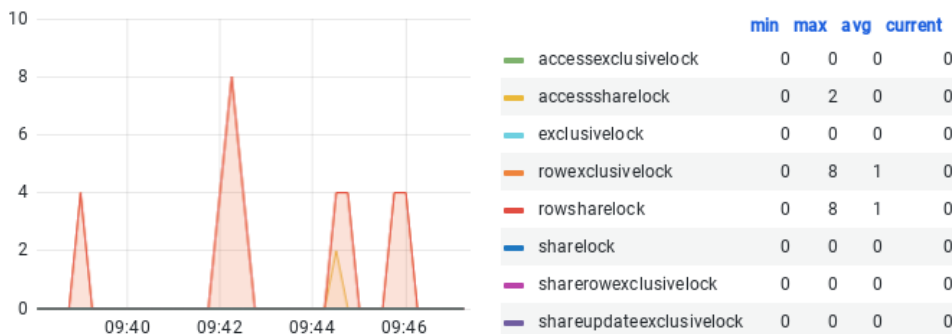 10
8
6
4
2
0
09:40 09:42 09:44 09:46
min max avg current
accessexclusivelock 0 0 0 0
accesssharelock 0 2 0 0
exclusivelock 0 0 0 0
rowexclusivelock 0 8 1 0
rowsharelock 0 8 1 0
sharelock 0 0 0 0
sharerowexclusivelock 0 0 0 0
shareupdateexclusivelock 0 0 0 0